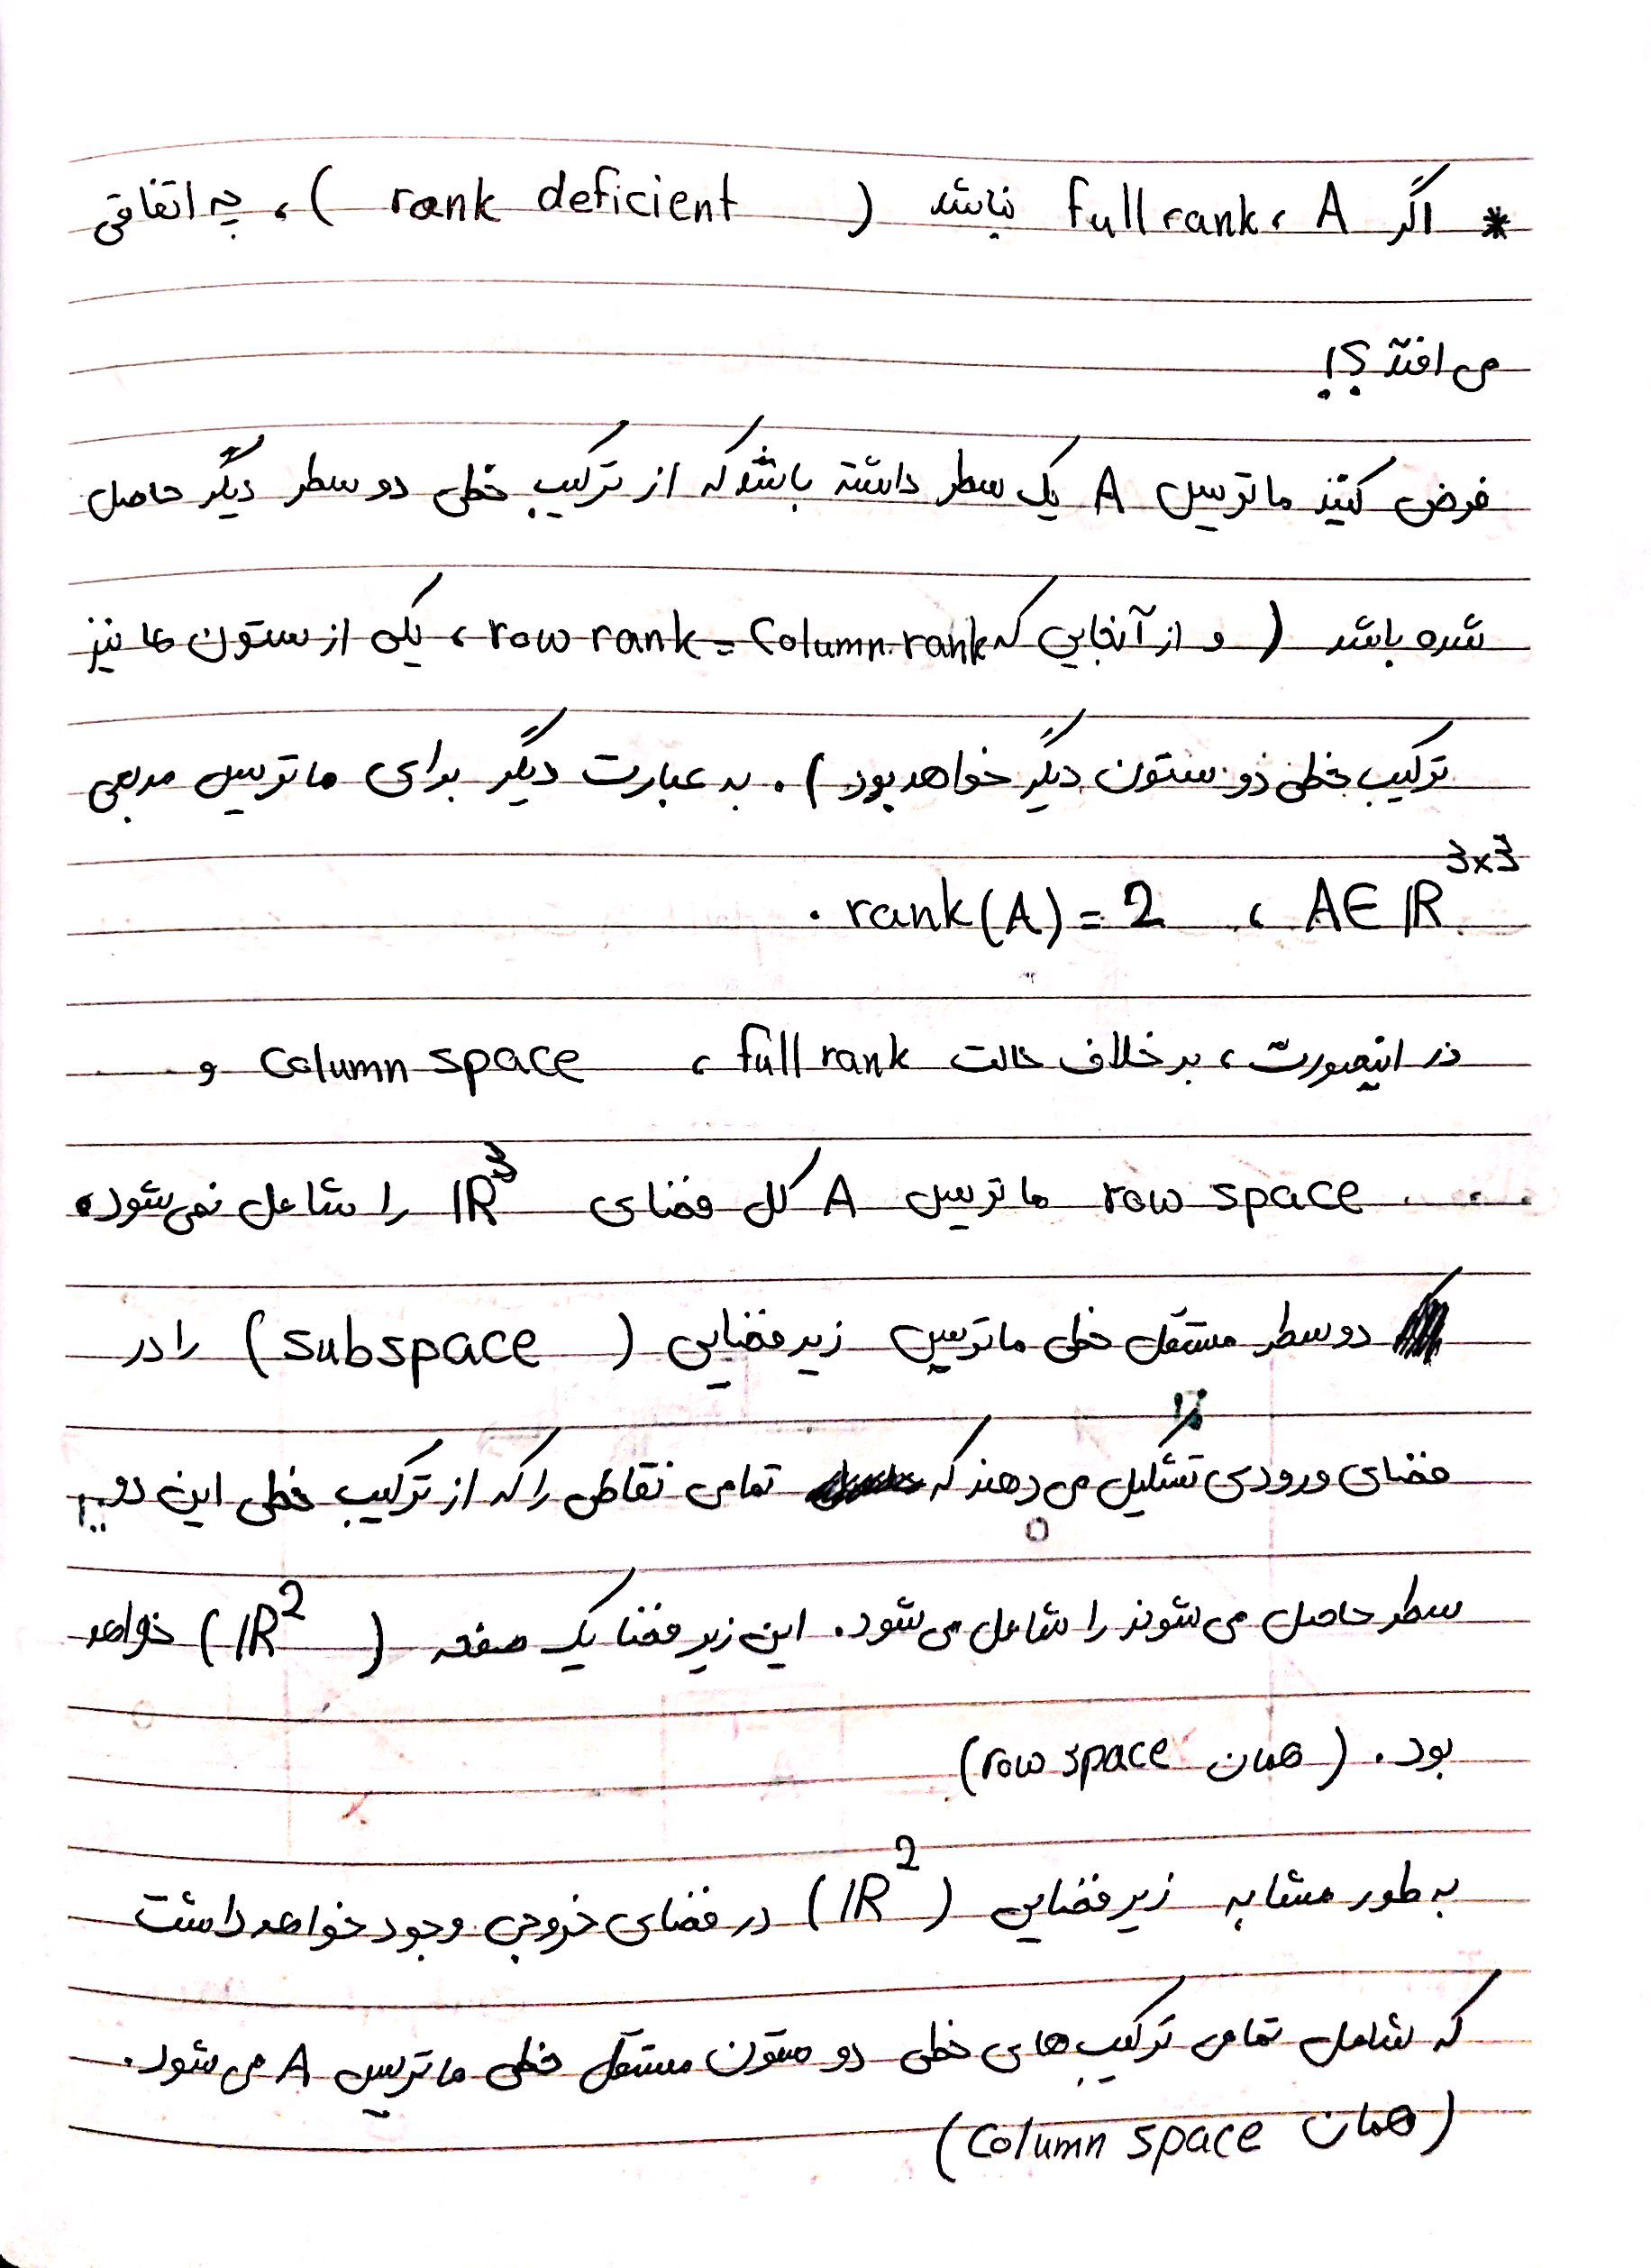 * اگر A ، full rank نباشد ( rank deficient ) ، چه اتفاقی
می افتد ؟!
فرض کنید ماتریس A یک سطر داشته باشد که از ترکیب خطی دو سطر دیگر حاصل
شده باشد ( و از آنجایی که row rank = Column rank ، یکی از ستون ها نیز
ترکیب خطی دو ستون دیگر خواهد بود ) . به عبارت دیگر برای ماتریس مربعی
A ∈ ℝ^{3×3} ، rank(A) = 2 .
در اینصورت ، بر خلاف حالت full rank ، Column space و
row space ماتریس A کل فضای ℝ^3 را شامل نمی شود .
دو سطر مستقل خطی ماتریس زیرفضایی ( subspace ) را در
فضای ورودی تشکیل می دهند که تمامی نقاطی را که از ترکیب خطی این دو
سطر حاصل می شوند را شامل می شود . این زیرفضا یک صفحه ( ℝ^2 ) خواهد
بود . ( همان row space )
به طور مشابه زیرفضایی ( ℝ^2 ) در فضای خروجی وجود خواهد داشت
که شامل تمامی ترکیب های خطی دو ستون مستقل خطی ماتریس A می شود .
( همان Column space )